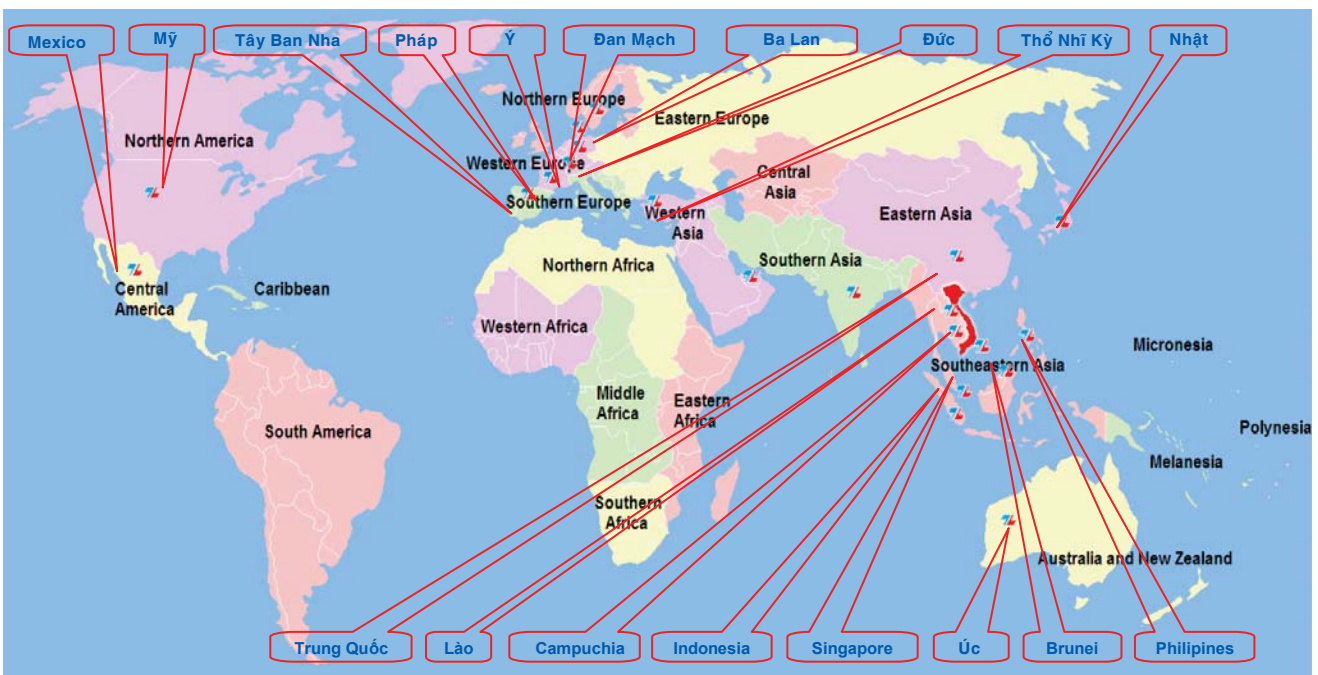 Mexico
Mỹ
Tây Ban Nha
Pháp
Ý
Đan Mạch
Ba Lan
Đức
Thổ Nhĩ Kỳ
Nhật
Northern Europe
Eastern Europe
Northern America
Western Europe
Central
Asia
Southern Europe
Western
Asia
Eastern Asia
Southern Asia
Northern Africa
Central
America
Caribbean
Western Africa
Micronesia
Southeastern Asia
Middle
Africa
Eastern
Africa
South America
Polynesia
Melanesia
Southern
Africa
Australia and New Zealand
Trung Quốc
Lào
Campuchia
Indonesia
Singapore
Úc
Brunei
Philipines